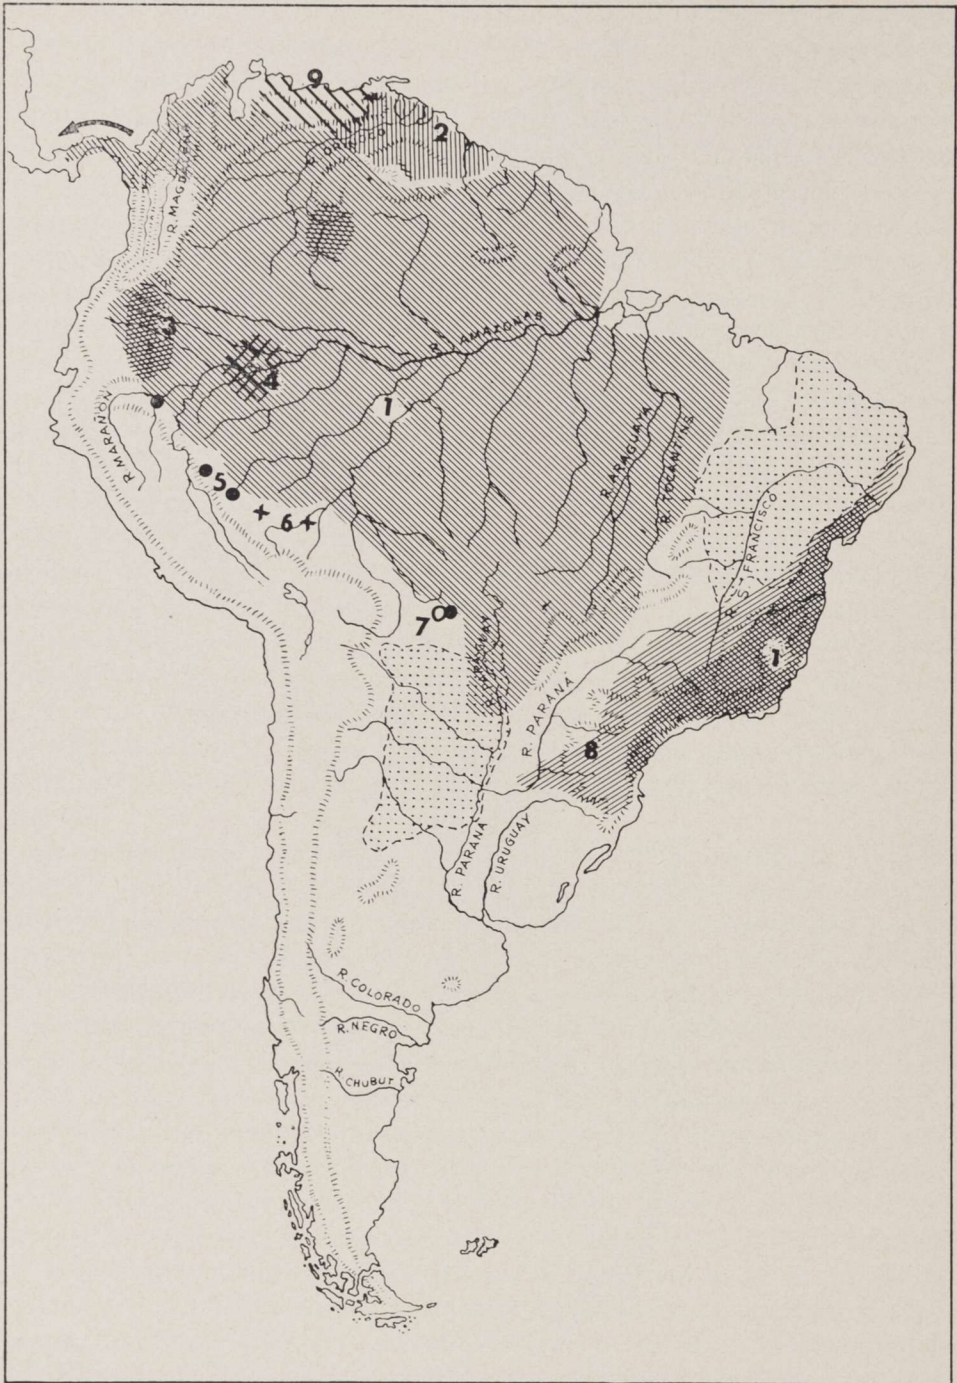 9
2
R. ORINOCO
R. MAGDALENA
3
R. AMAZONAS
4
1
R. MARAÑON
R. ARAGUAYA
R. TOCANTINS
5
6
R. S. FRANCISCO
7
R. PARAGUAY
1
R. PARANA
8
R. PARANA
R. URUGUAY
R. COLORADO
R. NEGRO
R. CHUBUT